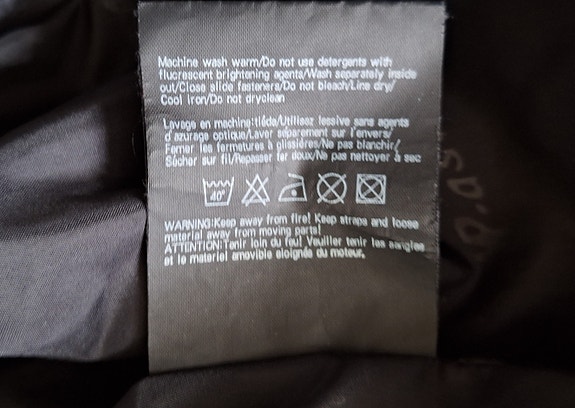 Machine wash warm/Do not use detergents with
fluorescent brightening agents/Wash separately inside
out/Close slide fasteners/Do not bleach/Line dry/
Cool iron/Do not dryclean
Lavage en machine:tiède/Utilisez lessive sans agents
d'azurage optique/Laver séparement sur l'envers/
Fermer les fermetures à glissières/Ne pas blanchir/
Sécher sur fil/Repasser fer doux/Ne pas nettoyer à sec
40°
WARNING!Keep away from fire! Keep straps and loose
material away from moving parts!
ATTENTION!Tenir loin du feu! Veuiller tenir les sangles
et le materiel amovible eloignés du moteur.